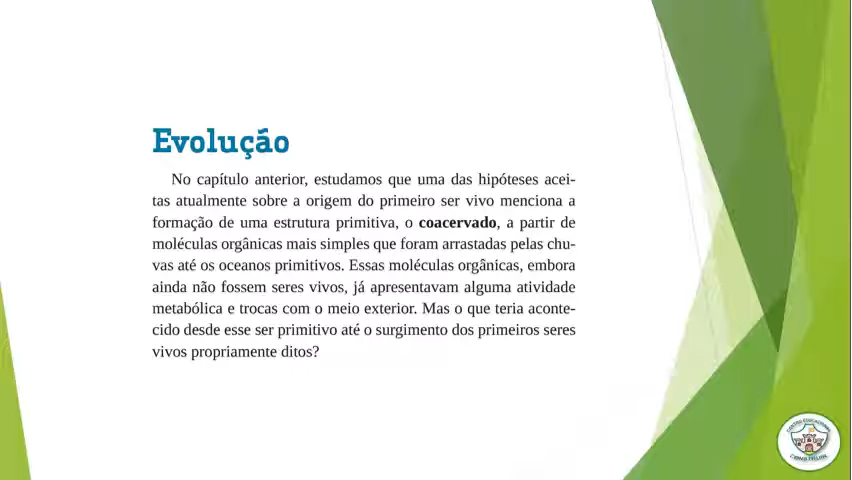 Evolução
No capítulo anterior, estudamos que uma das hipóteses acei-
tas atualmente sobre a origem do primeiro ser vivo menciona a
formação de uma estrutura primitiva, o coacervado, a partir de
moléculas orgânicas mais simples que foram arrastadas pelas chu-
vas até os oceanos primitivos. Essas moléculas orgânicas, embora
ainda não fossem seres vivos, já apresentavam alguma atividade
metabólica e trocas com o meio exterior. Mas o que teria aconte-
cido desde esse ser primitivo até o surgimento dos primeiros seres
vivos propriamente ditos?